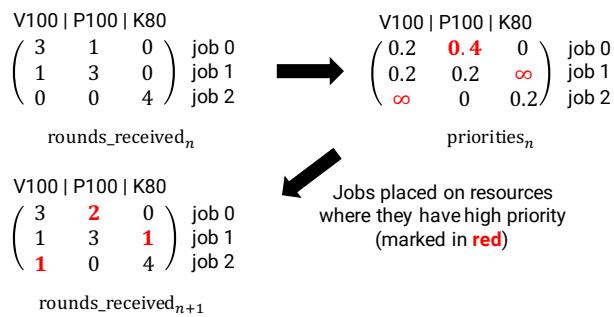 V100 | P100 | K80
3 1 0 job 0
1 3 0 job 1
0 0 4 job 2
rounds_receivedₙ
V100 | P100 | K80
0.2 0.4 0 job 0
0.2 0.2 ∞ job 1
∞ 0 0.2 job 2
prioritiesₙ
V100 | P100 | K80
3 2 0 job 0
1 3 1 job 1
1 0 4 job 2
rounds_receivedₙ₊₁
Jobs placed on resources
where they have high priority
(marked in red)